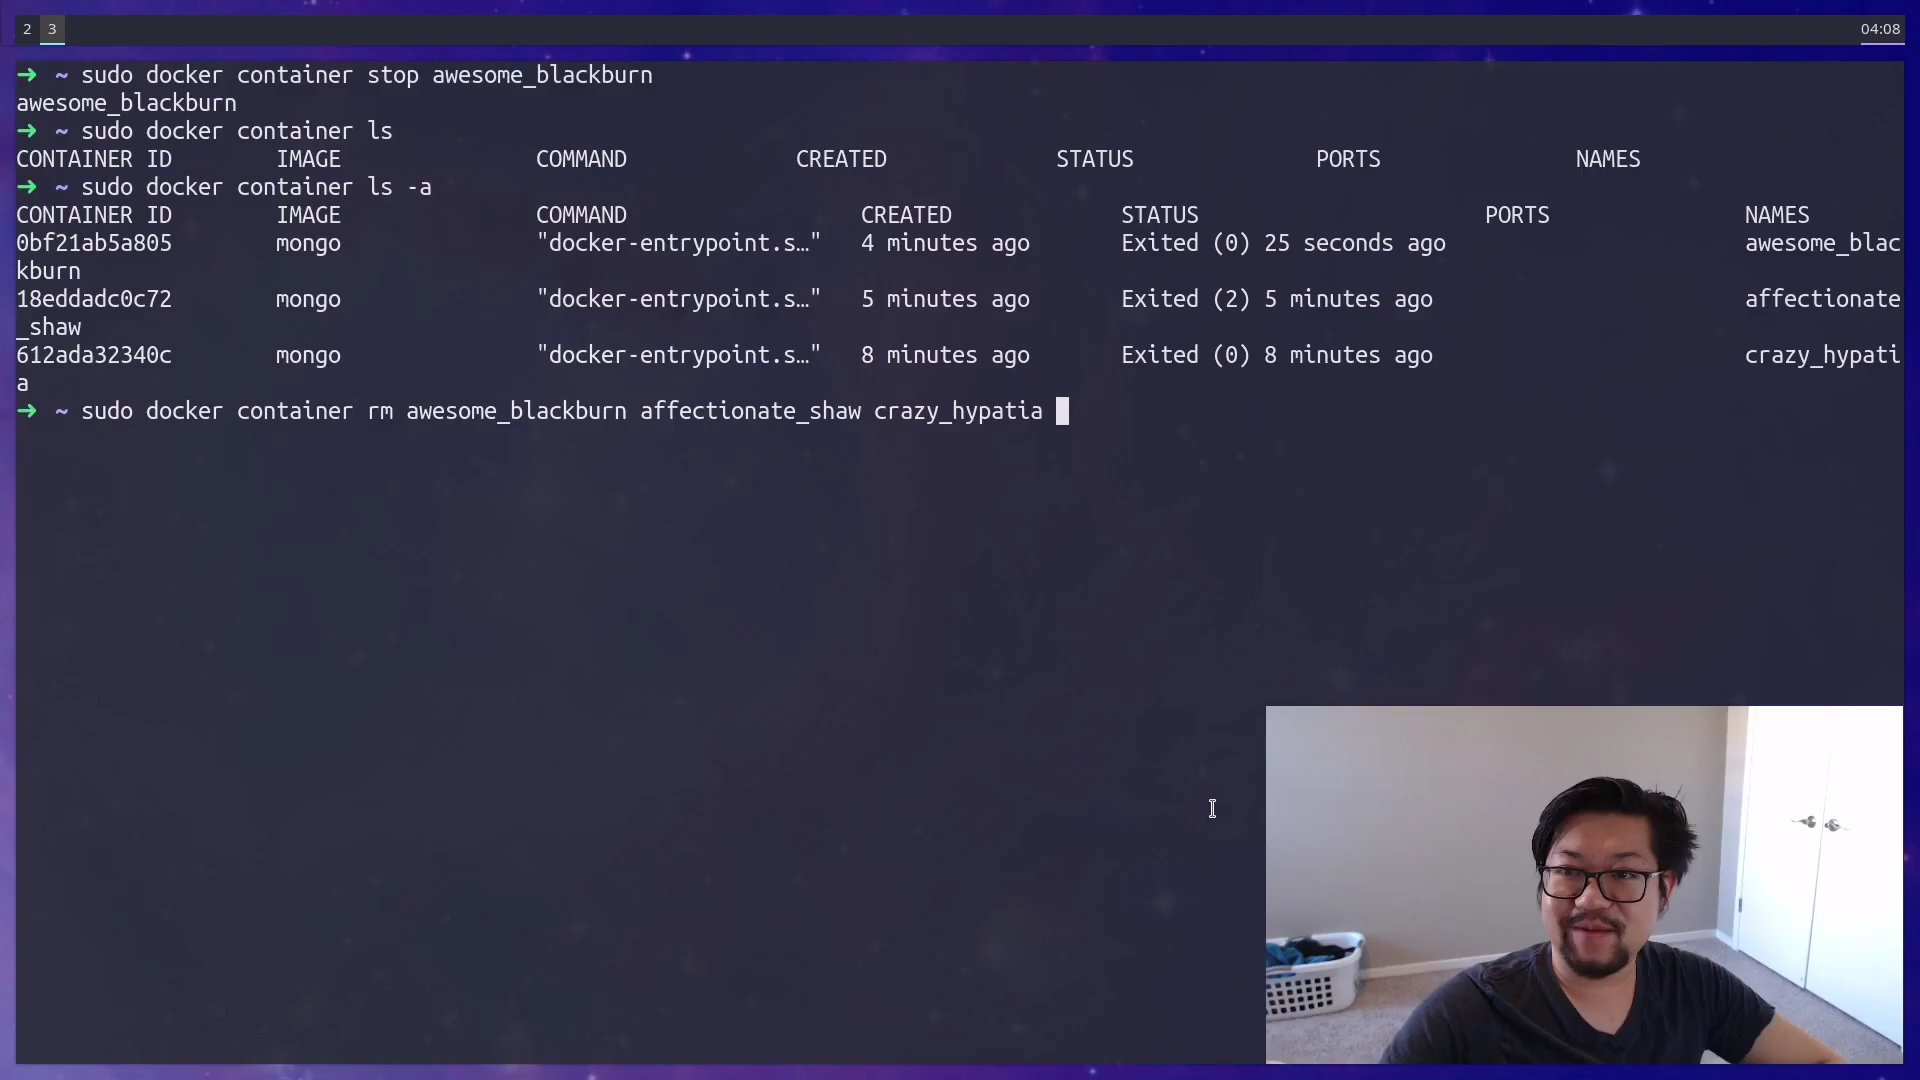 2 3 04:08
➜ ~ sudo docker container stop awesome_blackburn
awesome_blackburn
➜ ~ sudo docker container ls
CONTAINER ID IMAGE COMMAND CREATED STATUS PORTS NAMES
➜ ~ sudo docker container ls -a
CONTAINER ID IMAGE COMMAND CREATED STATUS PORTS NAMES
0bf21ab5a805 mongo "docker-entrypoint.s…" 4 minutes ago Exited (0) 25 seconds ago awesome_blac
kburn
18eddadc0c72 mongo "docker-entrypoint.s…" 5 minutes ago Exited (2) 5 minutes ago affectionate
_shaw
612ada32340c mongo "docker-entrypoint.s…" 8 minutes ago Exited (0) 8 minutes ago crazy_hypati
a
➜ ~ sudo docker container rm awesome_blackburn affectionate_shaw crazy_hypatia